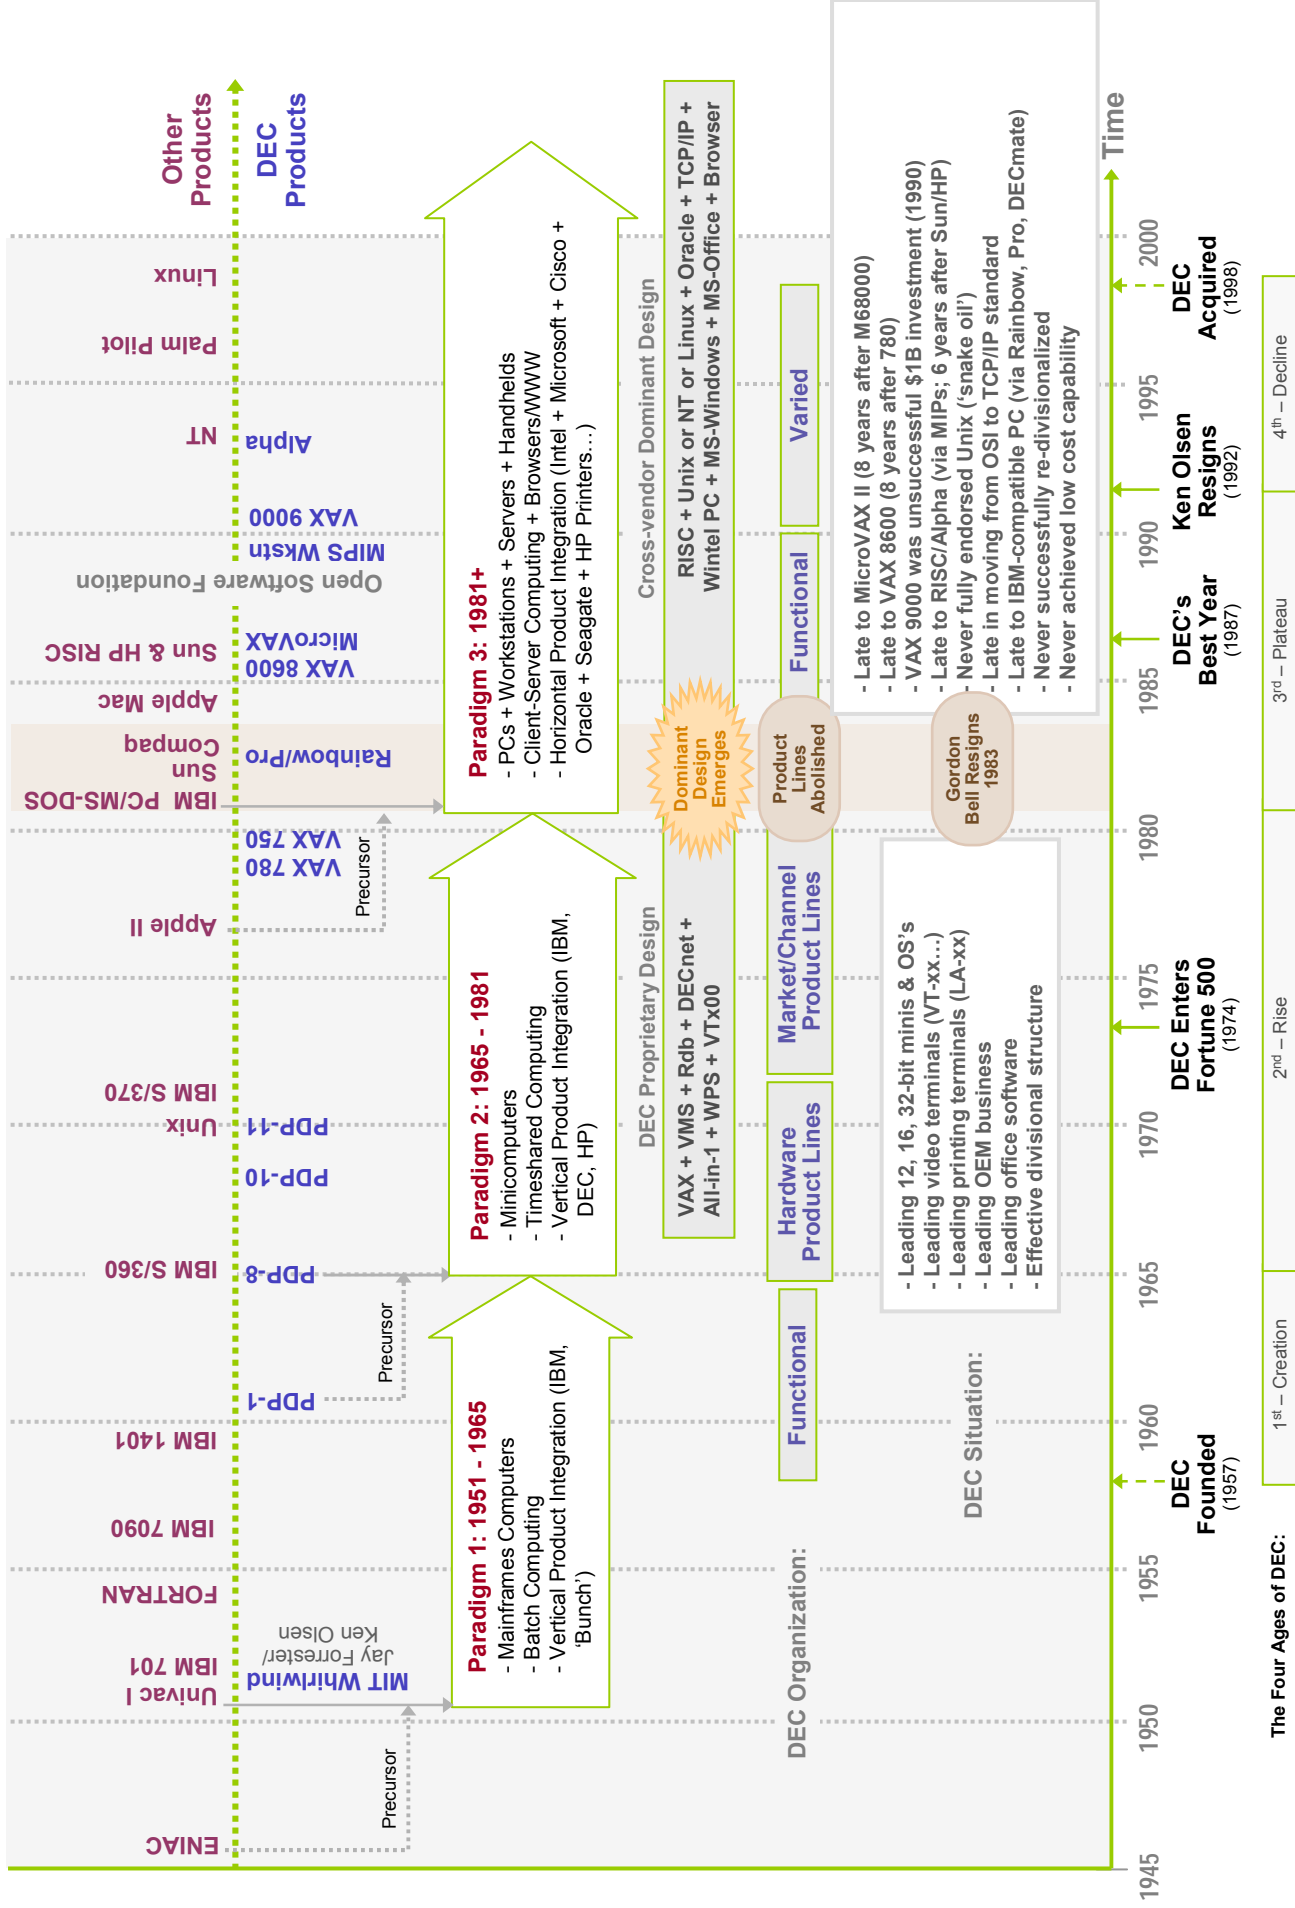 Other
Products
DEC
Products
ENIAC
Univac I
IBM 701
FORTRAN
IBM 7090
IBM 1401
IBM S/360
Unix
IBM S/370
Apple II
IBM PC/MS-DOS
Sun
Compaq
Apple Mac
Sun & HP RISC
Open Software Foundation
NT
Palm Pilot
Linux
MIT Whirlwind
Jay Forrester/
Ken Olsen
PDP-1
PDP-8
PDP-10
PDP-11
VAX 780
VAX 750
Rainbow/Pro
VAX 8600
MicroVAX
MIPS Wkstn
VAX 9000
Alpha
Precursor
Precursor
Precursor
Paradigm 1: 1951 - 1965
- Mainframes Computers
- Batch Computing
- Vertical Product Integration (IBM,
‘Bunch’)
Paradigm 2: 1965 - 1981
- Minicomputers
- Timeshared Computing
- Vertical Product Integration (IBM,
DEC, HP)
Paradigm 3: 1981+
- PCs + Workstations + Servers + Handhelds
- Client-Server Computing + Browsers/WWW
- Horizontal Product Integration (Intel + Microsoft + Cisco +
Oracle + Seagate + HP Printers...)
DEC Proprietary Design
VAX + VMS + Rdb + DECnet +
All-in-1 + WPS + VTx00
Dominant
Design
Emerges
Cross-vendor Dominant Design
RISC + Unix or NT or Linux + Oracle + TCP/IP +
Wintel PC + MS-Windows + MS-Office + Browser
DEC Organization:
Functional
Hardware
Product Lines
Market/Channel
Product Lines
Product
Lines
Abolished
Functional
Varied
DEC Situation:
- Leading 12, 16, 32-bit minis & OS’s
- Leading video terminals (VT-xx...)
- Leading printing terminals (LA-xx)
- Leading OEM business
- Leading office software
- Effective divisional structure
Gordon
Bell Resigns
1983
- Late to MicroVAX II (8 years after M68000)
- Late to VAX 8600 (8 years after 780)
- VAX 9000 was unsuccessful $1B investment (1990)
- Late to RISC/Alpha (via MIPs; 6 years after Sun/HP)
- Never fully endorsed Unix (‘snake oil’)
- Late in moving from OSI to TCP/IP standard
- Late to IBM-compatible PC (via Rainbow, Pro, DECmate)
- Never successfully re-divisionalized
- Never achieved low cost capability
Time
1945
1950
1955
1960
1965
1970
1975
1980
1985
1990
1995
2000
DEC
Founded
(1957)
DEC Enters
Fortune 500
(1974)
DEC’s
Best Year
(1987)
Ken Olsen
Resigns
(1992)
DEC
Acquired
(1998)
The Four Ages of DEC:
1st – Creation
2nd – Rise
3rd – Plateau
4th – Decline